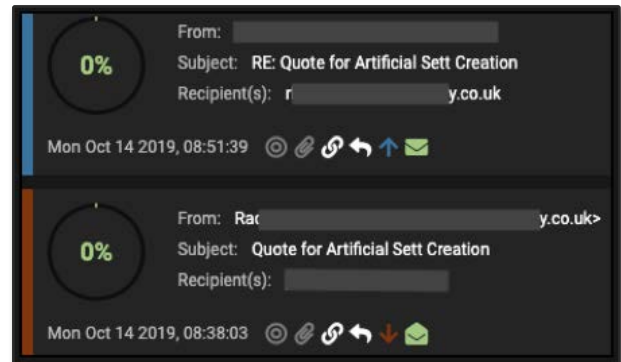 From:
0%
Subject: RE: Quote for Artificial Sett Creation
Recipient(s): r y.co.uk
Mon Oct 14 2019, 08:51:39
From: Rac y.co.uk>
0%
Subject: Quote for Artificial Sett Creation
Recipient(s):
Mon Oct 14 2019, 08:38:03